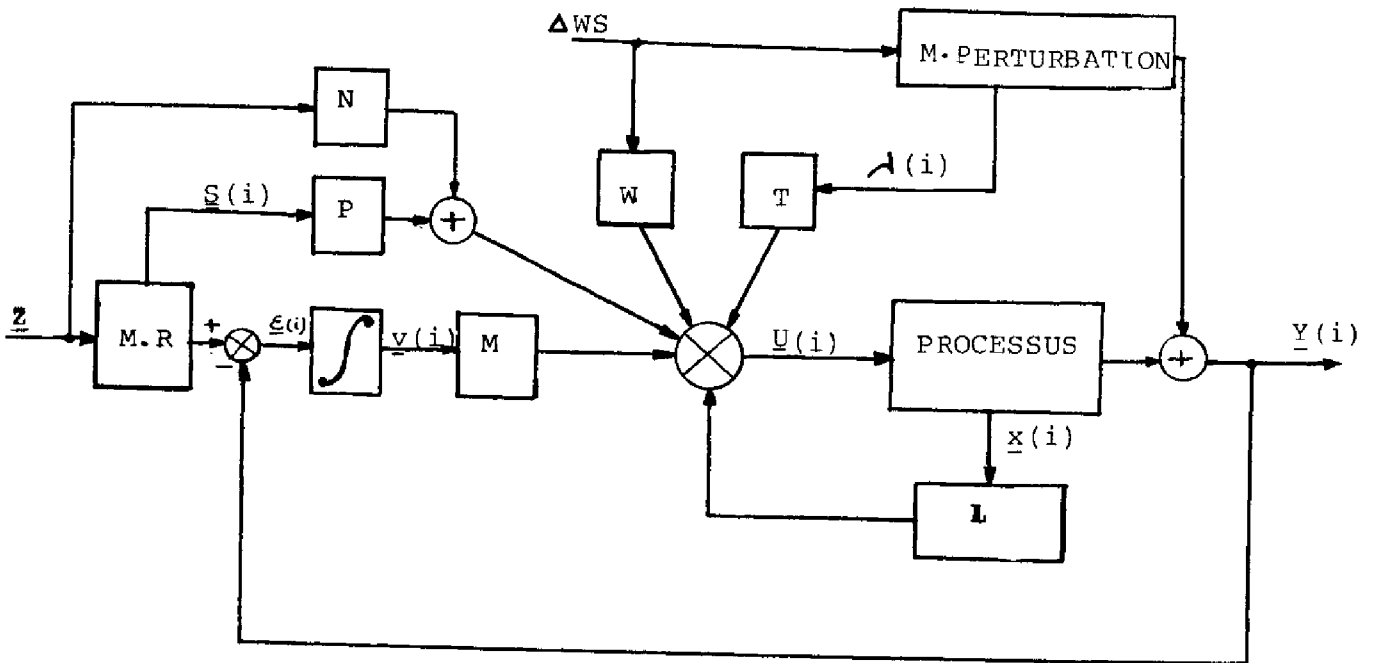 ΔWS
M.PERTURBATION
N
W
T
(i)
S(i)
P
Z
M.R
+
-
ε(i)
∫
v(i)
M
+
U(i)
PROCESSUS
+
Y(i)
x(i)
L